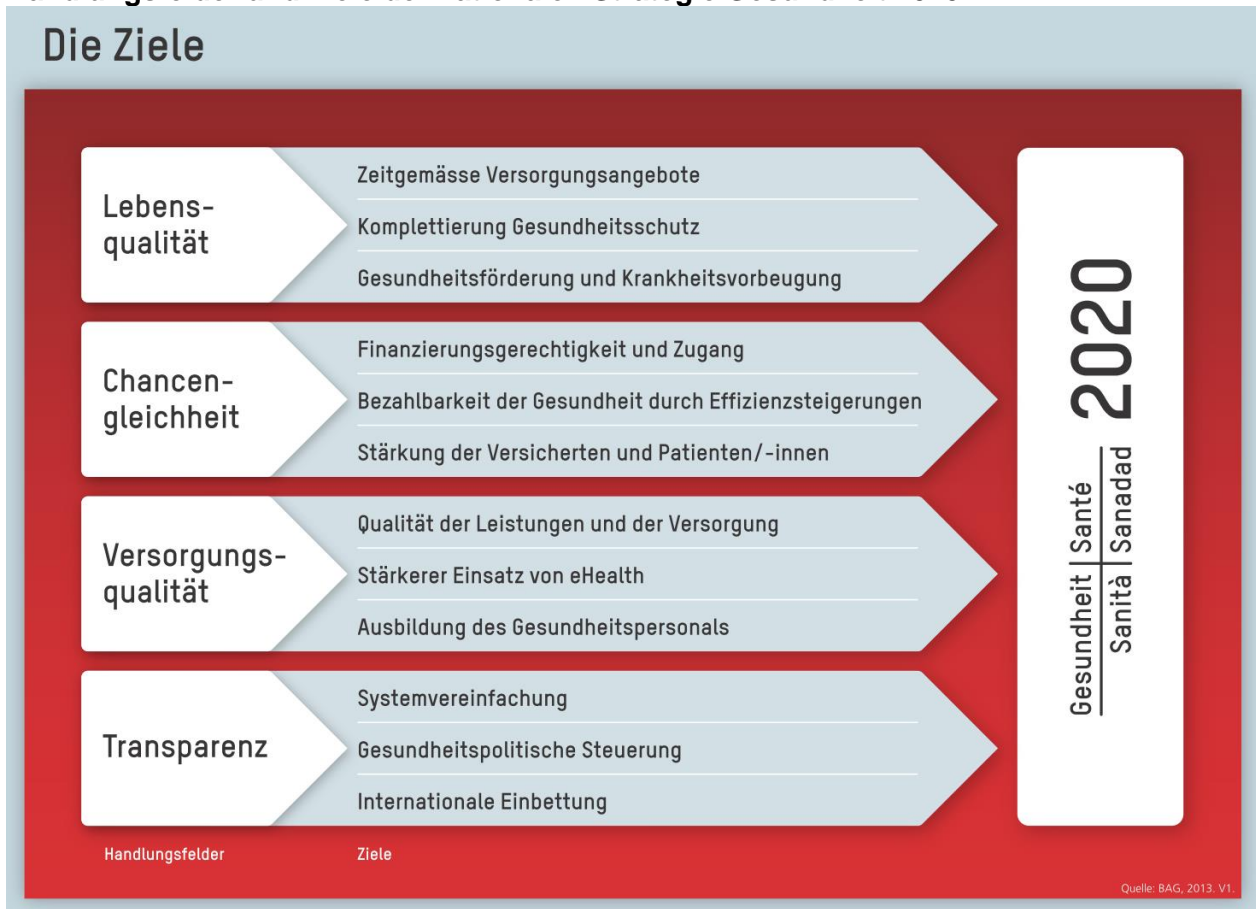 Die Ziele
Lebens-
qualität
Zeitgemässe Versorgungsangebote
Komplettierung Gesundheitsschutz
Gesundheitsförderung und Krankheitsvorbeugung
Chancen-
gleichheit
Finanzierungsgerechtigkeit und Zugang
Bezahlbarkeit der Gesundheit durch Effizienzsteigerungen
Stärkung der Versicherten und Patienten/-innen
Versorgungs-
qualität
Qualität der Leistungen und der Versorgung
Stärkerer Einsatz von eHealth
Ausbildung des Gesundheitspersonals
Transparenz
Systemvereinfachung
Gesundheitspolitische Steuerung
Internationale Einbettung
Gesundheit Santé
Sanità Sanadad
2020
Handlungsfelder
Ziele
Quelle: BAG, 2013. V1.